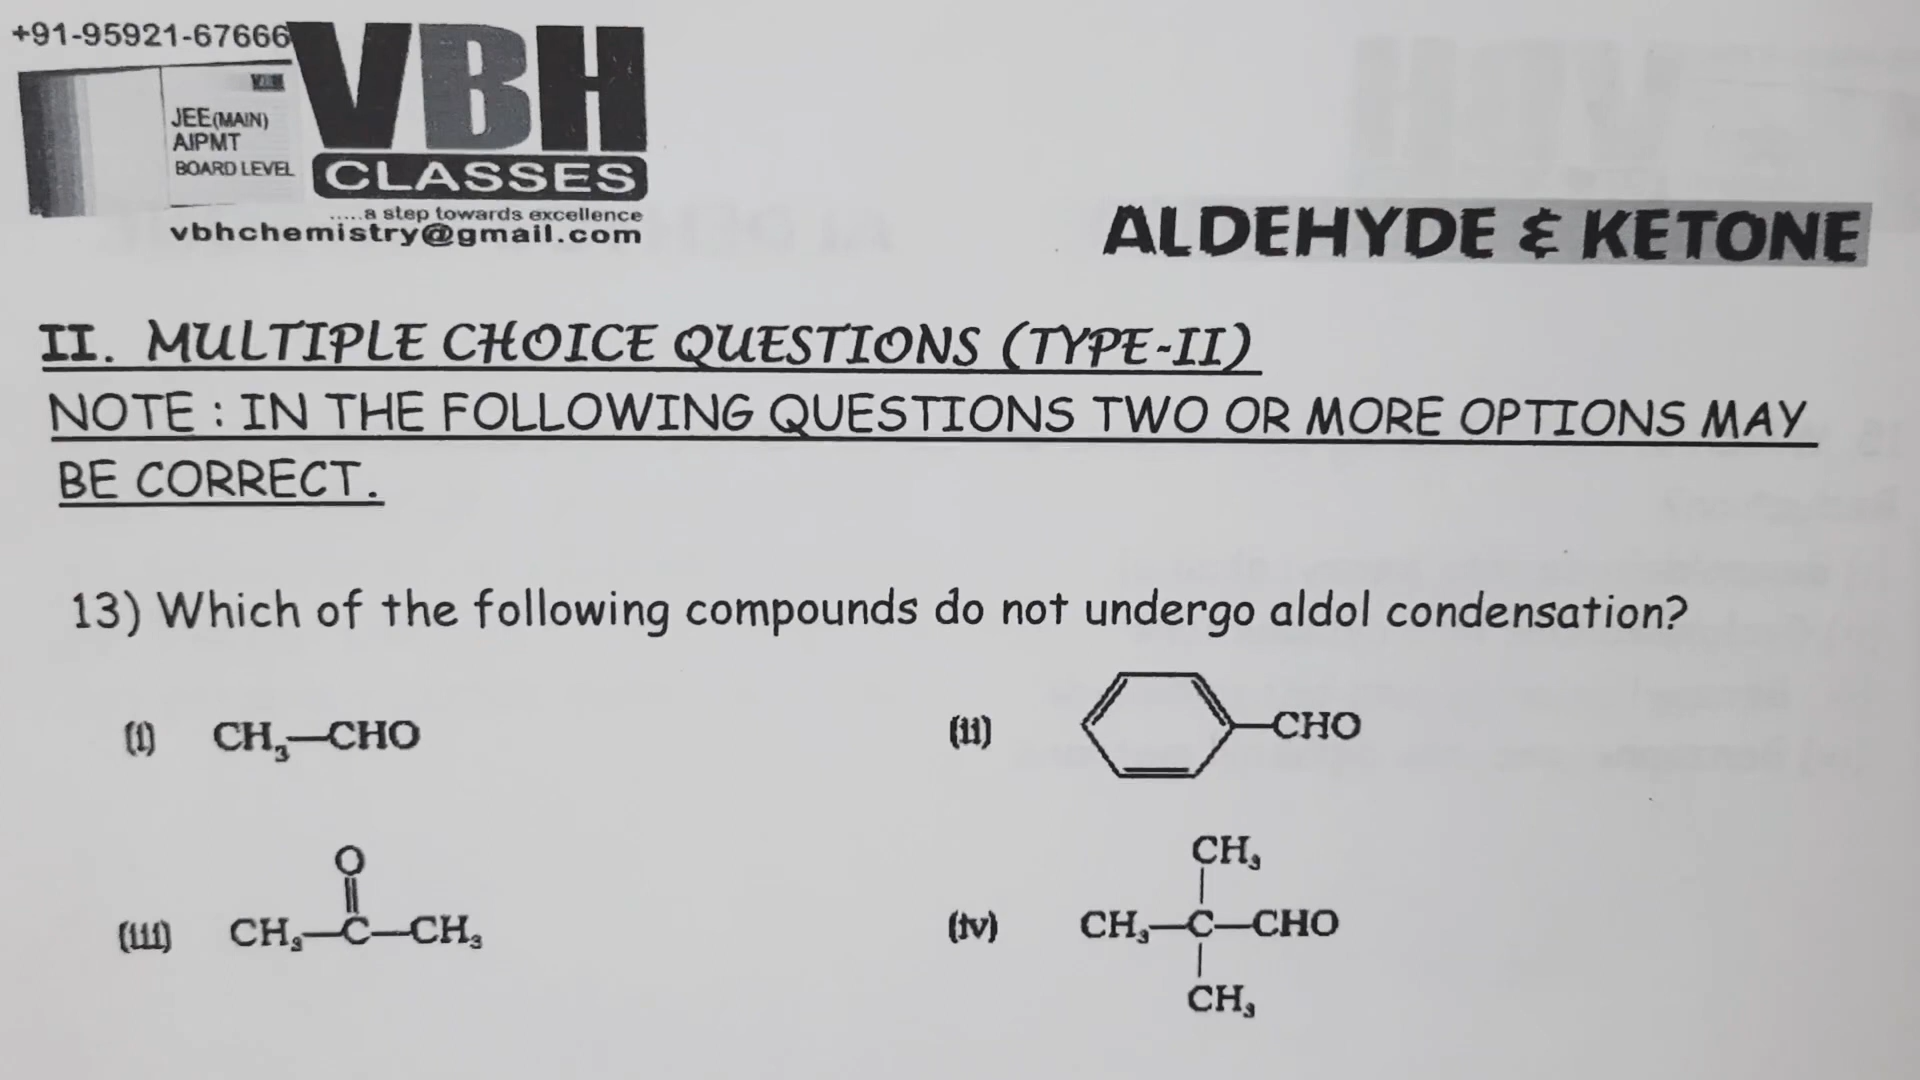 +91-95921-67666
VBH
JEE(MAIN)
AIPMT
BOARD LEVEL
VBH
CLASSES
.....a step towards excellence
vbhchemistry@gmail.com
ALDEHYDE & KETONE
II. MULTIPLE CHOICE QUESTIONS (TYPE-II)
NOTE : IN THE FOLLOWING QUESTIONS TWO OR MORE OPTIONS MAY
BE CORRECT.
13) Which of the following compounds do not undergo aldol condensation?
(i) CH₃—CHO
(ii) —CHO
O
(iii) CH₃—C—CH₃
CH₃
(iv) CH₃—C—CHO
CH₃